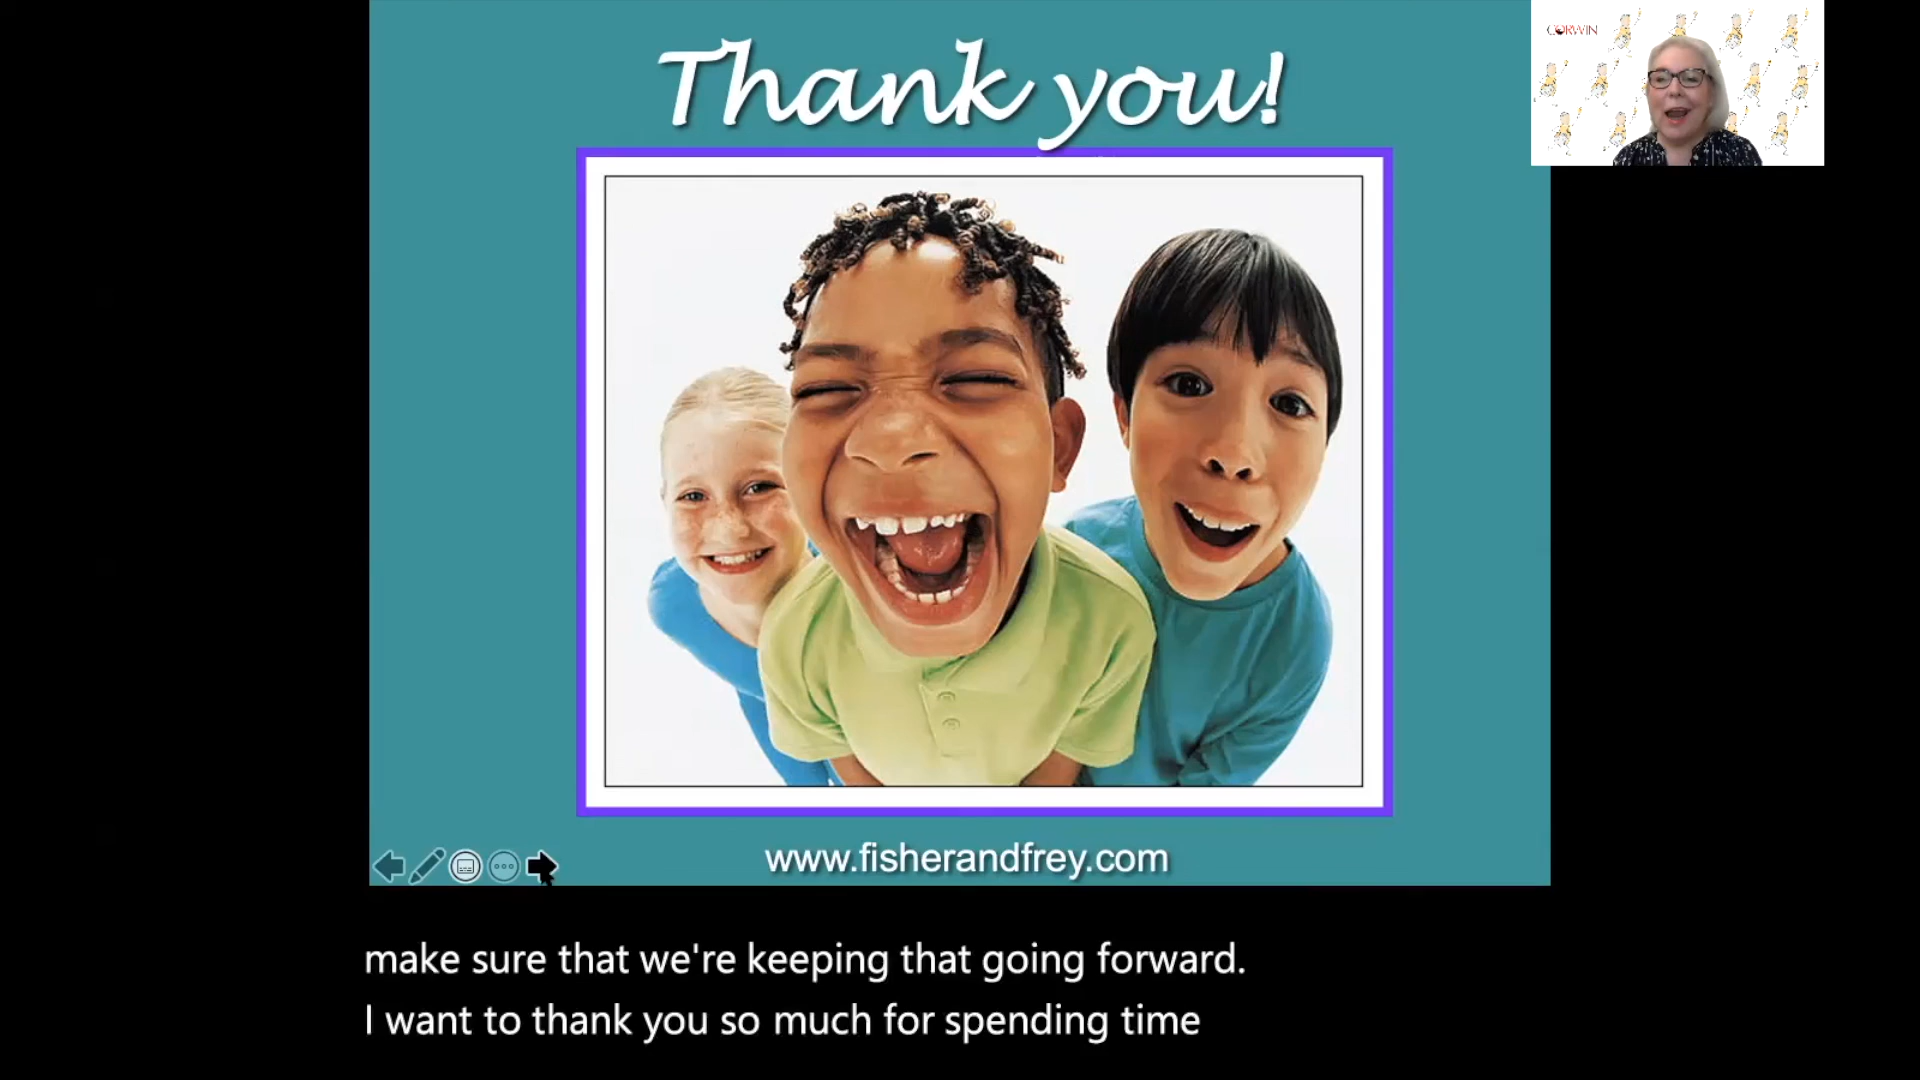 Thank you!
CORWIN
www.fisherandfrey.com
make sure that we're keeping that going forward.
I want to thank you so much for spending time